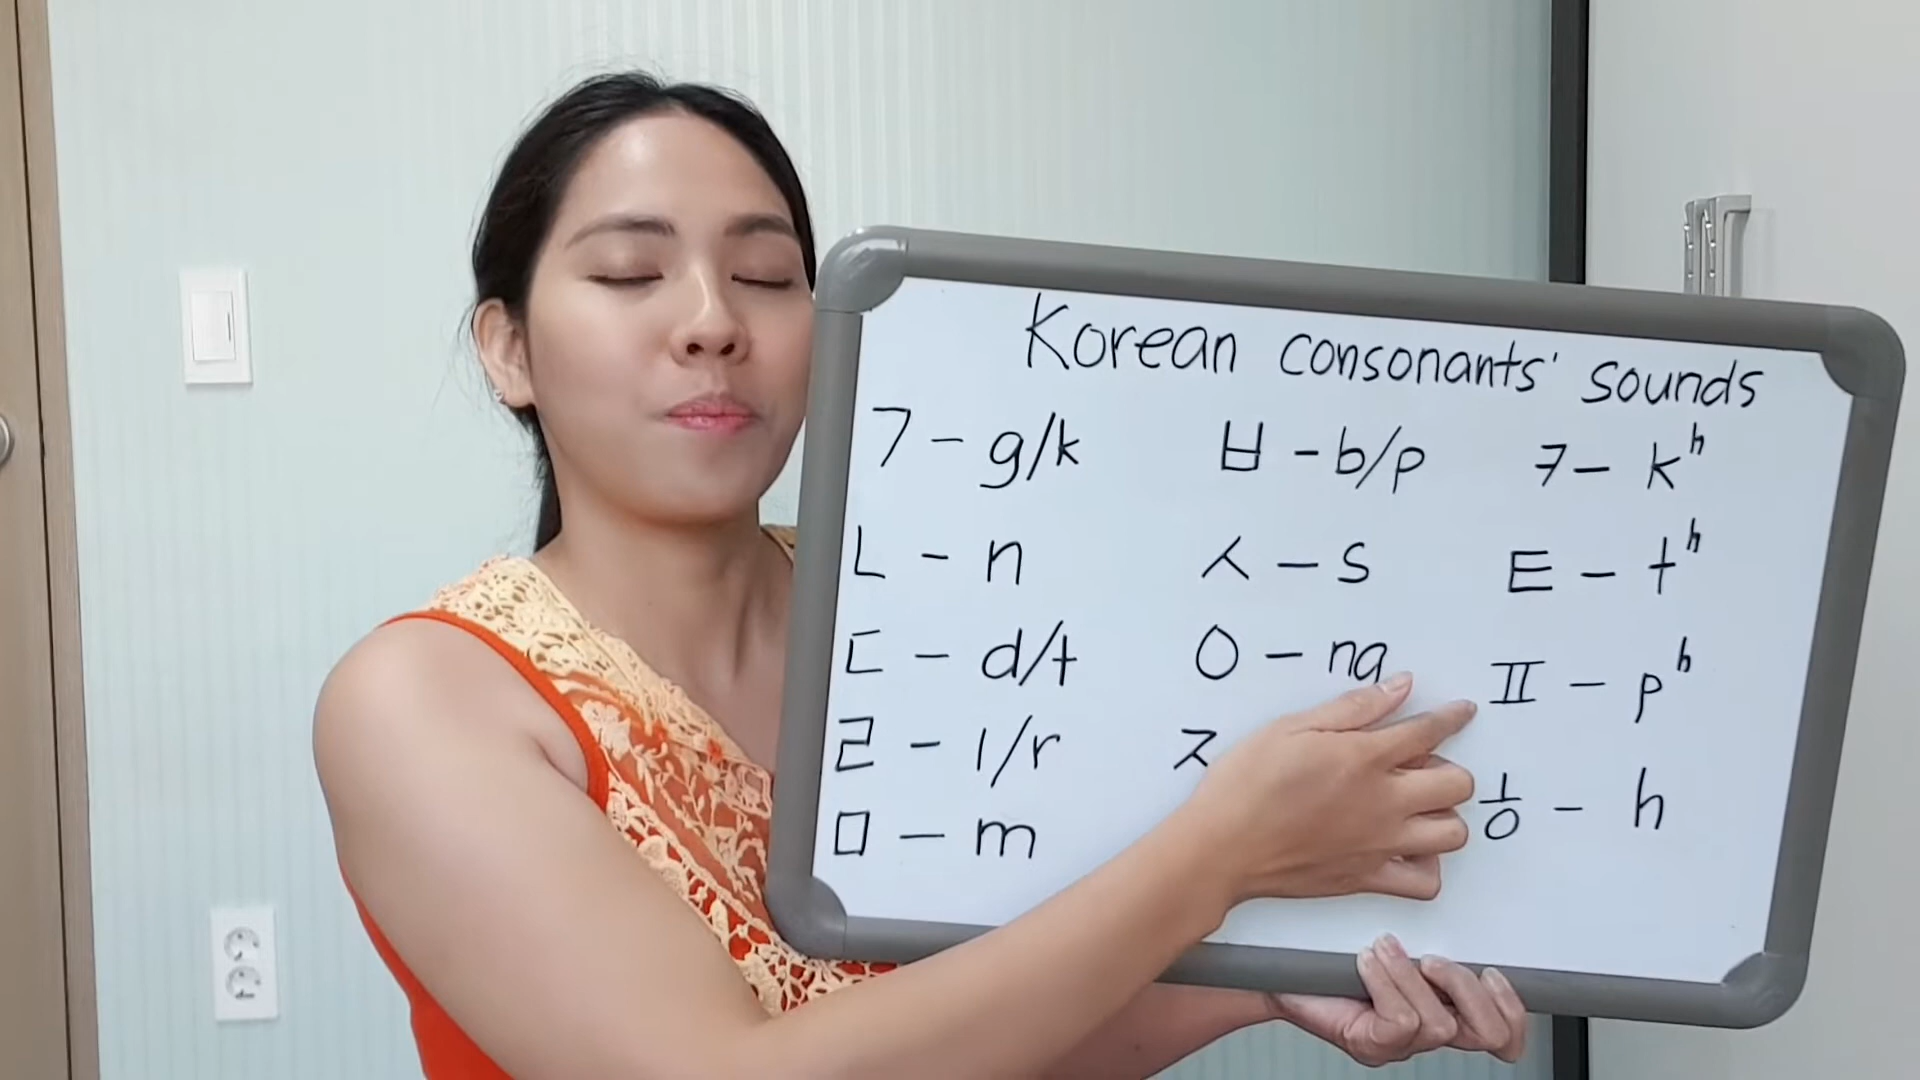 Korean consonants' sounds
ㄱ - g/k
ㄴ - n
ㄷ - d/t
ㄹ - l/r
ㅁ - m
ㅂ - b/p
ㅅ - s
ㅇ - ng
ㅈ
ㅋ - kʰ
ㅌ - tʰ
ㅍ - pʰ
ㅎ - h